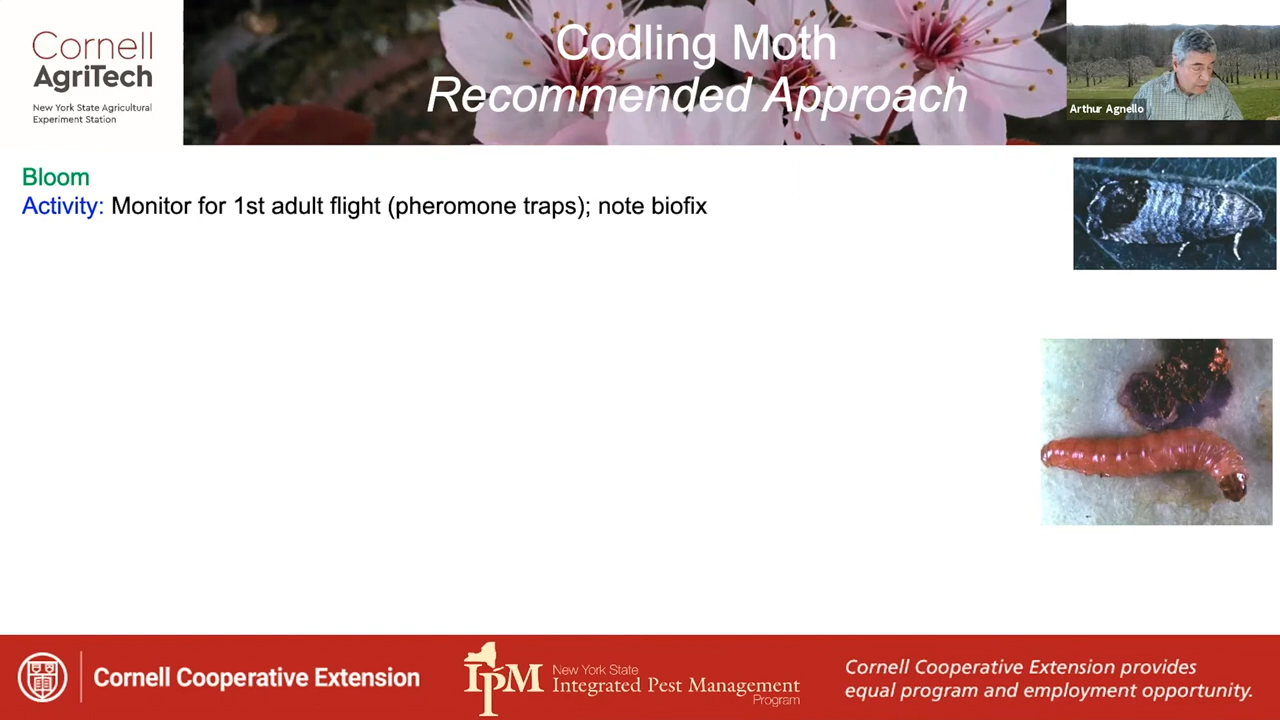 Cornell
AgriTech
New York State Agricultural
Experiment Station
Codling Moth
Recommended Approach
Arthur Agnello
Bloom
Activity: Monitor for 1st adult flight (pheromone traps); note biofix
Cornell Cooperative Extension
IPM
New York State
Integrated Pest Management
Program
Cornell Cooperative Extension provides
equal program and employment opportunity.